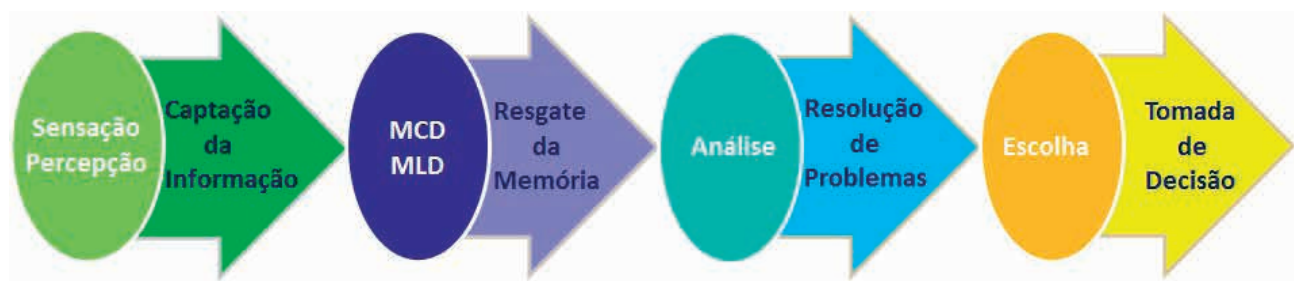 Sensação
Percepção
Captação
da
Informação
MCD
MLD
Resgate
da
Memória
Análise
Resolução
de
Problemas
Escolha
Tomada
de
Decisão